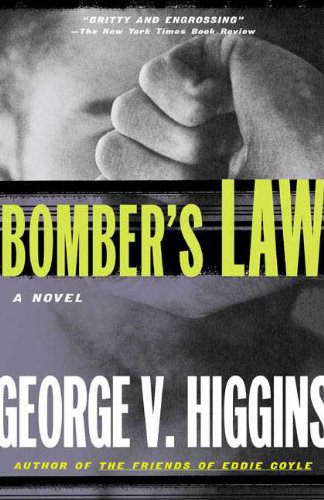 "GRITTY AND ENGROSSING"
—The New York Times Book Review
BOMBER'S LAW
A NOVEL
GEORGE V. HIGGINS
AUTHOR OF THE FRIENDS OF EDDIE COYLE